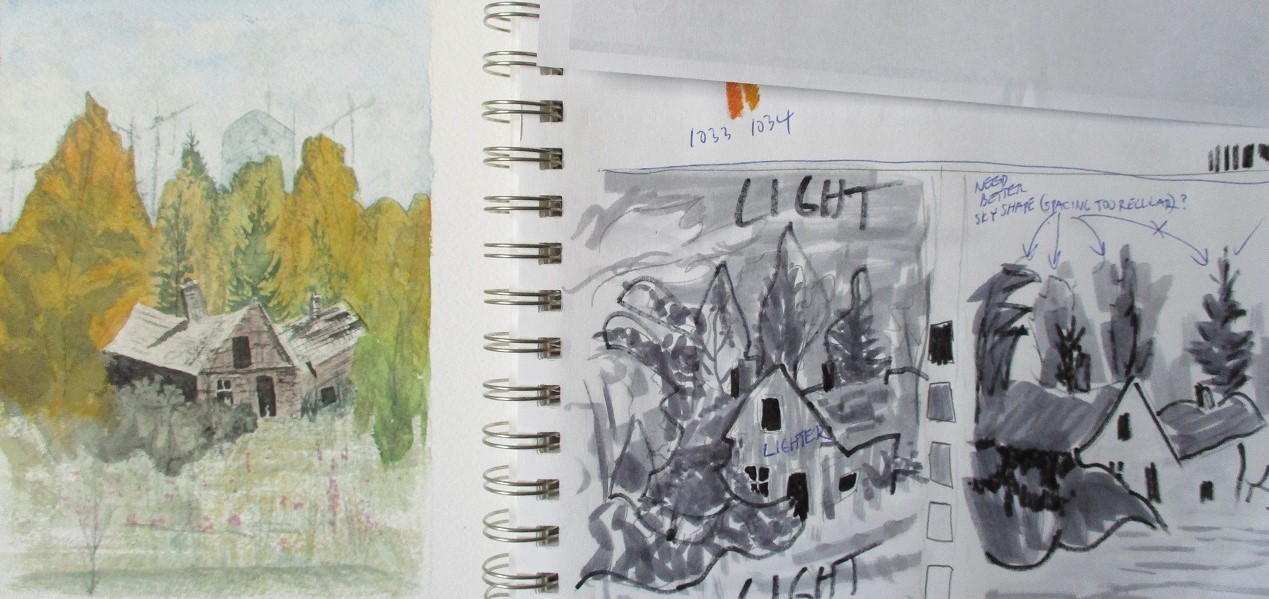 1033 1034
LIGHT
LIGHTER
LIGHT
NEED
BETTER
SKY SHAPE (SPACING TOO REGULAR)?